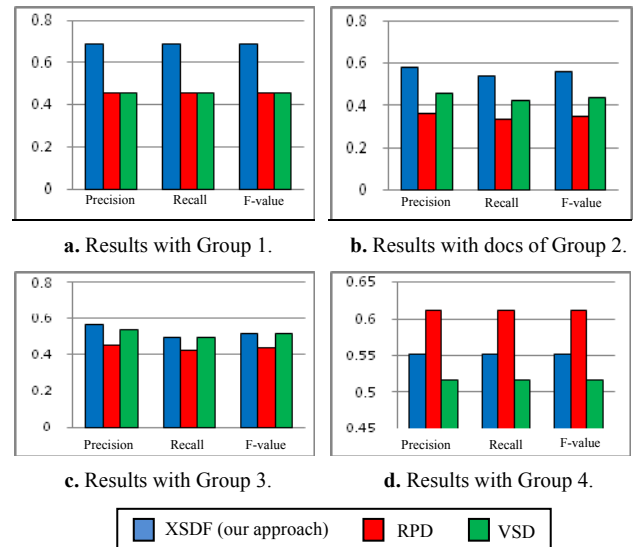 0.8
0.6
0.4
0.2
0
Precision
Recall
F-value
a. Results with Group 1.
0.8
0.6
0.4
0.2
0
Precision
Recall
F-value
b. Results with docs of Group 2.
0.8
0.6
0.4
0.2
0
Precision
Recall
F-value
c. Results with Group 3.
0.65
0.6
0.55
0.5
0.45
Precision
Recall
F-value
d. Results with Group 4.
XSDF (our approach) RPD VSD